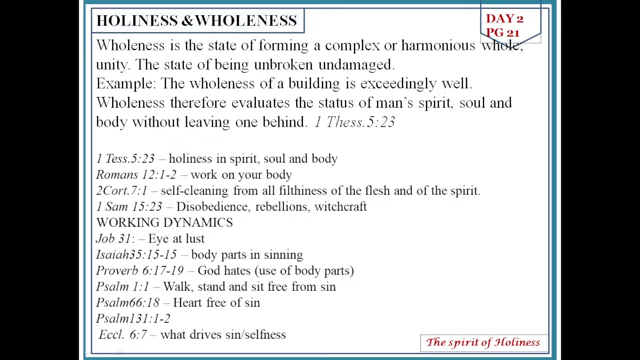 HOLINESS &WHOLENESS
DAY 2
PG 21
Wholeness is the state of forming a complex or harmonious whole,
unity. The state of being unbroken undamaged.
Example: The wholeness of a building is exceedingly well.
Wholeness therefore evaluates the status of man's spirit, soul and
body without leaving one behind. 1 Thess.5:23
1 Tess.5:23 – holiness in spirit, soul and body
Romans 12:1-2 – work on your body
2Cort.7:1 – self-cleaning from all filthiness of the flesh and of the spirit.
1 Sam 15:23 – Disobedience, rebellions, witchcraft
WORKING DYNAMICS
Job 31: – Eye at lust
Isaiah35:15-15 – body parts in sinning
Proverb 6:17-19 – God hates (use of body parts)
Psalm 1:1 – Walk, stand and sit free from sin
Psalm66:18 – Heart free of sin
Psalm131:1-2
Eccl. 6:7 – what drives sin/selfness
The spirit of Holiness